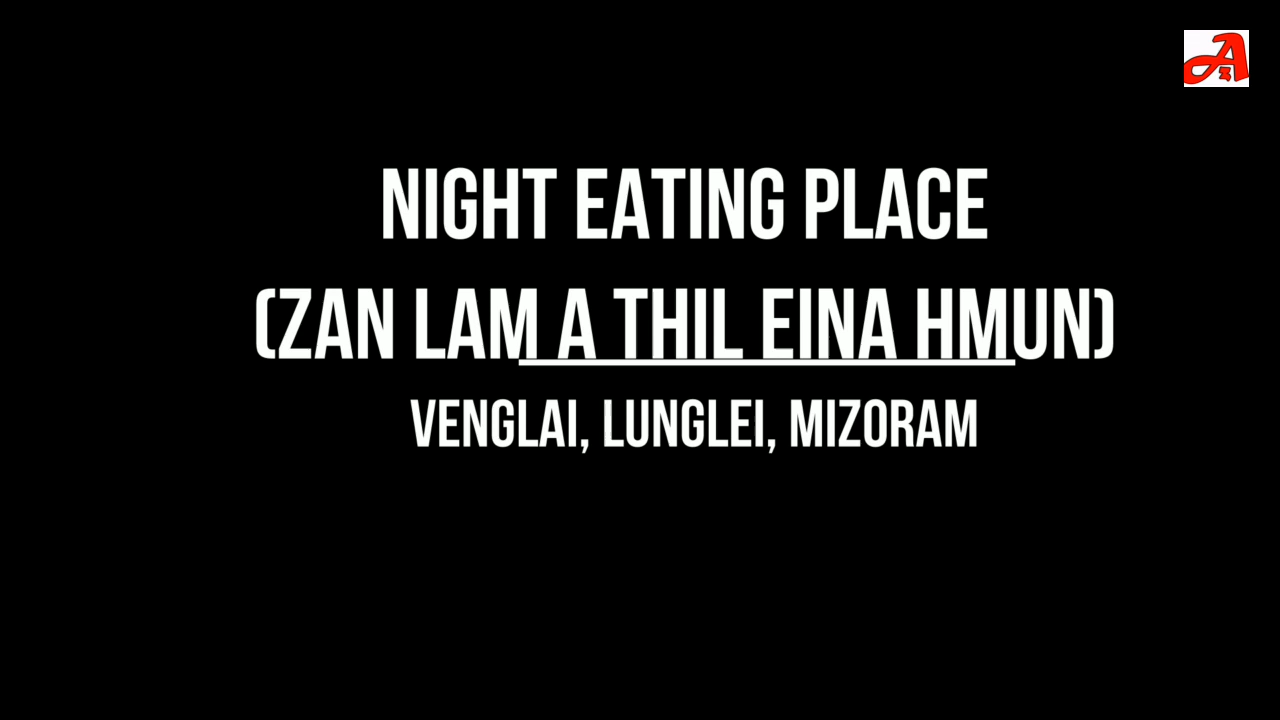 NIGHT EATING PLACE
(ZAN LAM A THIL EINA HMUN)
VENGLAI, LUNGLEI, MIZORAM